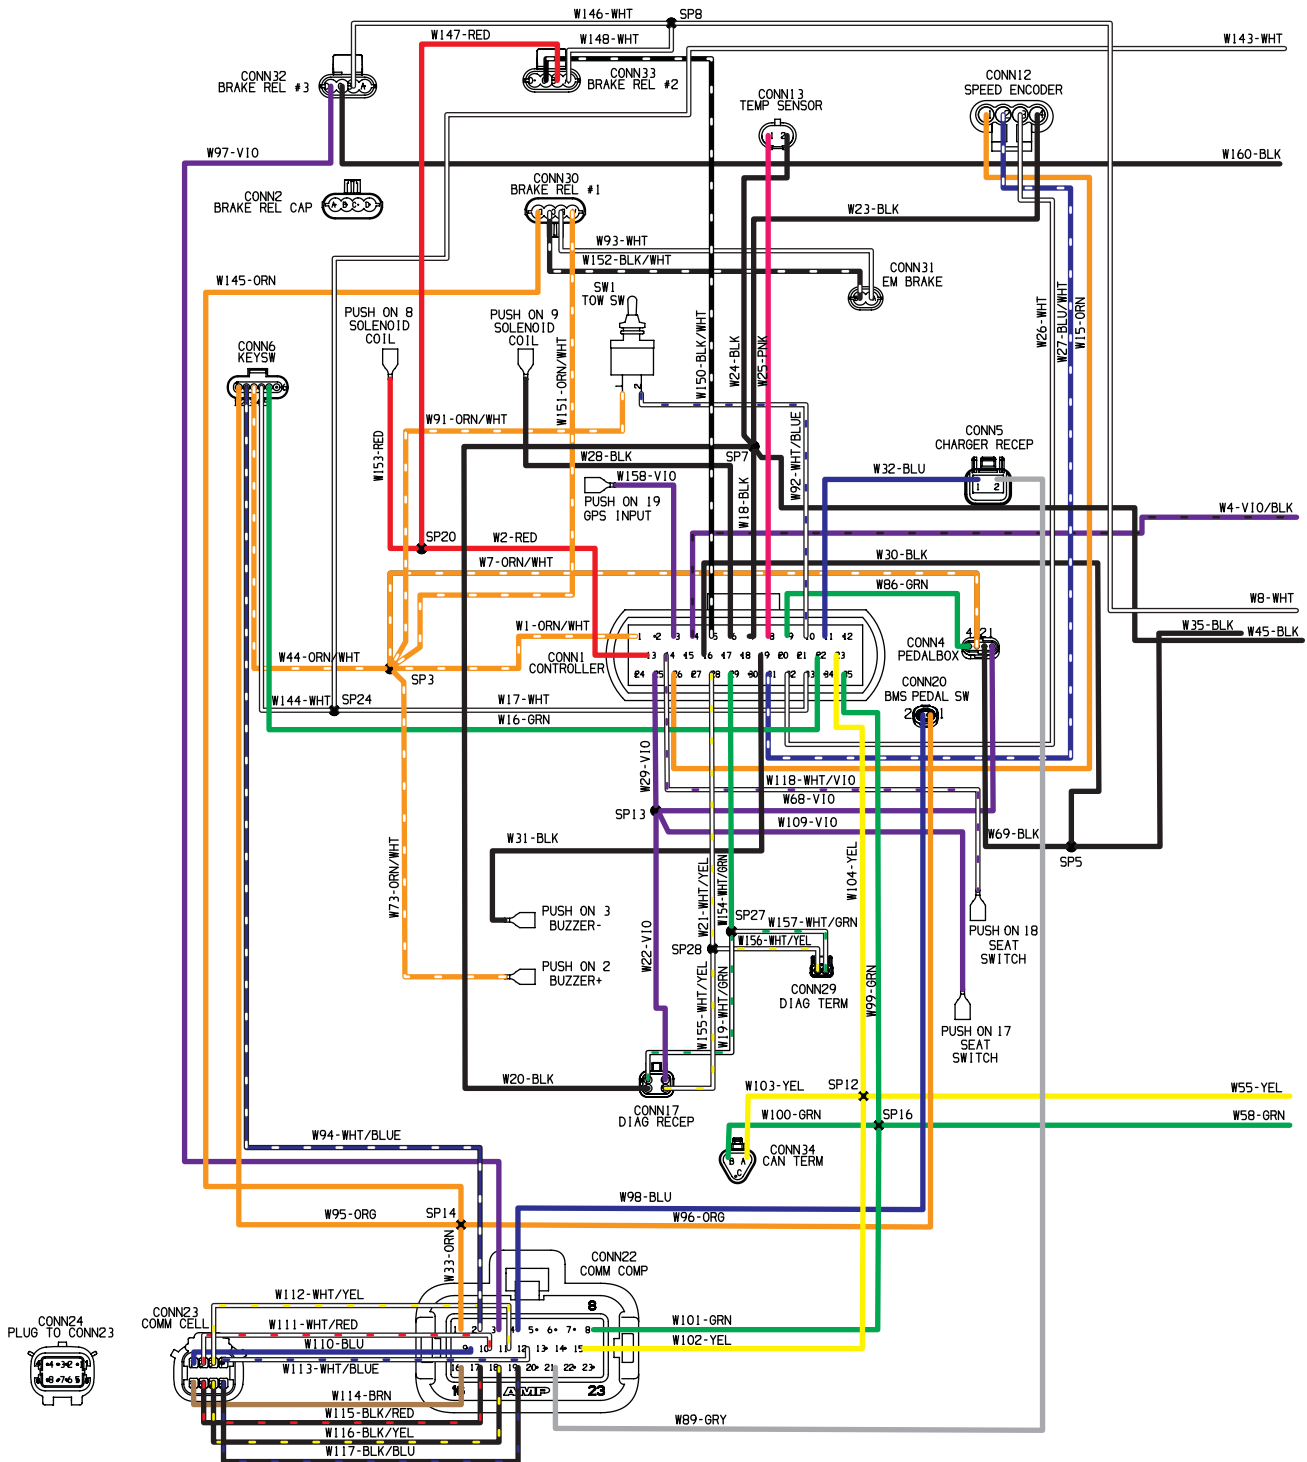 W146-WHT
SP8
W147-RED
W148-WHT
W143-WHT
CONN32
BRAKE REL #3
CONN33
BRAKE REL #2
CONN13
TEMP SENSOR
CONN12
SPEED ENCODER
W97-VIO
W160-BLK
CONN2
BRAKE REL CAP
CONN30
BRAKE REL #1
W23-BLK
W93-WHT
W152-BLK/WHT
CONN31
EM BRAKE
W145-ORN
SW1
TOW SW
PUSH ON 8
SOLENOID
COIL
PUSH ON 9
SOLENOID
COIL
W26-WHT
W27-BLU/WHT
W15-ORN
W150-BLK/WHT
W24-BLK
W25-PNK
CONN6
KEYSW
W151-ORN/WHT
1
2
W91-ORN/WHT
W153-RED
W28-BLK
SP7
W92-WHT/BLUE
CONN5
CHARGER RECEP
W158-VIO
W32-BLU
1 2
PUSH ON 19
GPS INPUT
W18-BLK
W4-VIO/BLK
SP20
W2-RED
W7-ORN/WHT
W30-BLK
W86-GRN
W8-WHT
W1-ORN/WHT
W35-BLK
W45-BLK
CONN4
PEDALBOX
W44-ORN/WHT
CONN1
CONTROLLER
SP3
CONN20
BMS PEDAL SW
2 1
W144-WHT
SP24
W17-WHT
W16-GRN
W29-VIO
W118-WHT/VIO
W68-VIO
SP13
W109-VIO
W69-BLK
W31-BLK
SP5
W73-ORN/WHT
W104-YEL
W21-WHT/YEL
W154-WHT/GRN
PUSH ON 3
BUZZER-
SP27
W157-WHT/GRN
W156-WHT/YEL
SP28
W22-VIO
PUSH ON 18
SEAT
SWITCH
PUSH ON 2
BUZZER+
CONN29
DIAG TERM
W155-WHT/YEL
W19-WHT/GRN
W99-GRN
PUSH ON 17
SEAT
SWITCH
W20-BLK
W103-YEL
SP12
W55-YEL
CONN17
DIAG RECEP
W100-GRN
SP16
W58-GRN
W94-WHT/BLUE
CONN34
CAN TERM
B A
C
W98-BLU
W95-ORG
SP14
W96-ORG
W33-ORN
CONN22
COMM COMP
W112-WHT/YEL
8
CONN24
PLUG TO CONN23
CONN23
COMM CELL
W111-WHT/RED
W101-GRN
W110-BLU
W102-YEL
W113-WHT/BLUE
16 AMP 23
W114-BRN
W115-BLK/RED
W89-GRY
W116-BLK/YEL
W117-BLK/BLU